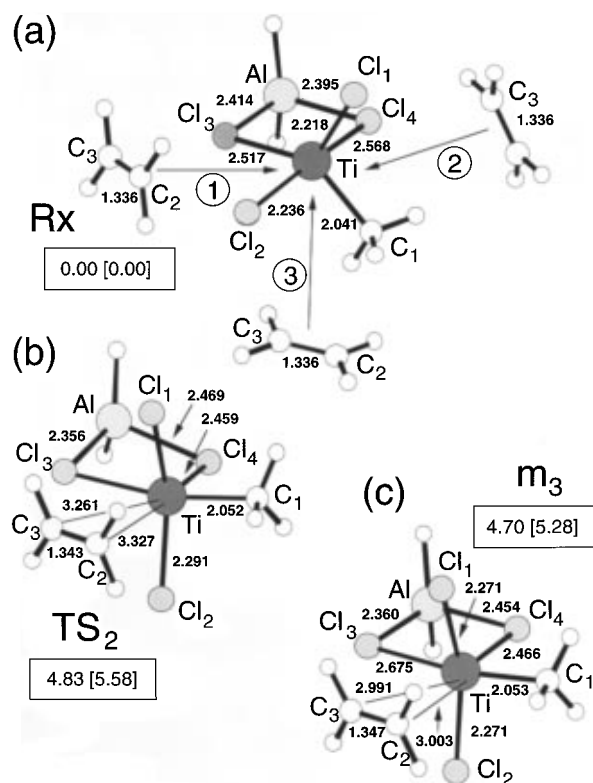 (a)
Al
2.395
Cl1
2.414
Cl3
Cl4
2.218
2.568
2.517
Ti
C3
1.336
C3
1.336
C2
1
2
Rx
2.236
2.041
Cl2
C1
0.00 [0.00]
3
C3
C2
1.336
(b)
Cl1
2.469
Al
2.459
2.356
Cl3
Cl4
3.261
2.052
C1
Ti
C3
1.343
3.327
C2
2.291
Cl2
TS2
4.83 [5.58]
(c)
m3
4.70 [5.28]
Cl1
2.271
Al
2.360
2.454
Cl4
Cl3
2.466
2.675
2.053
C1
2.991
Ti
C3
1.347
C2
3.003
2.271
Cl2